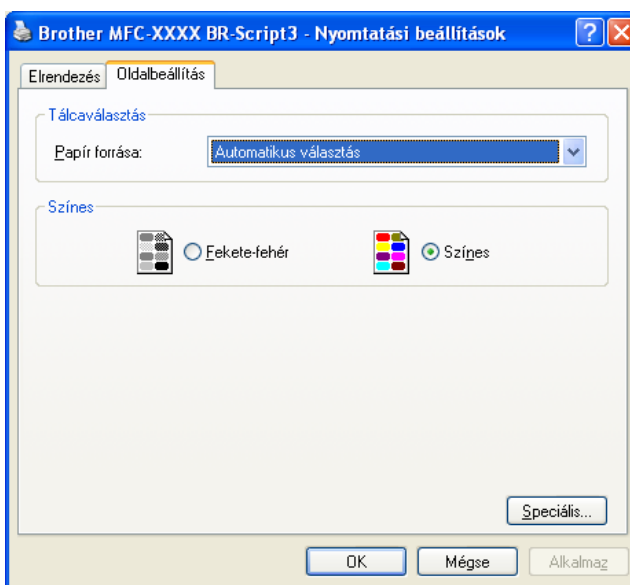 Brother MFC-XXXX BR-Script3 - Nyomtatási beállítások
Elrendezés Oldalbeállítás
Tálcaválasztás
Papír forrása: Automatikus választás
Színes
Fekete-fehér Színes
Speciális...
OK Mégse Alkalmaz